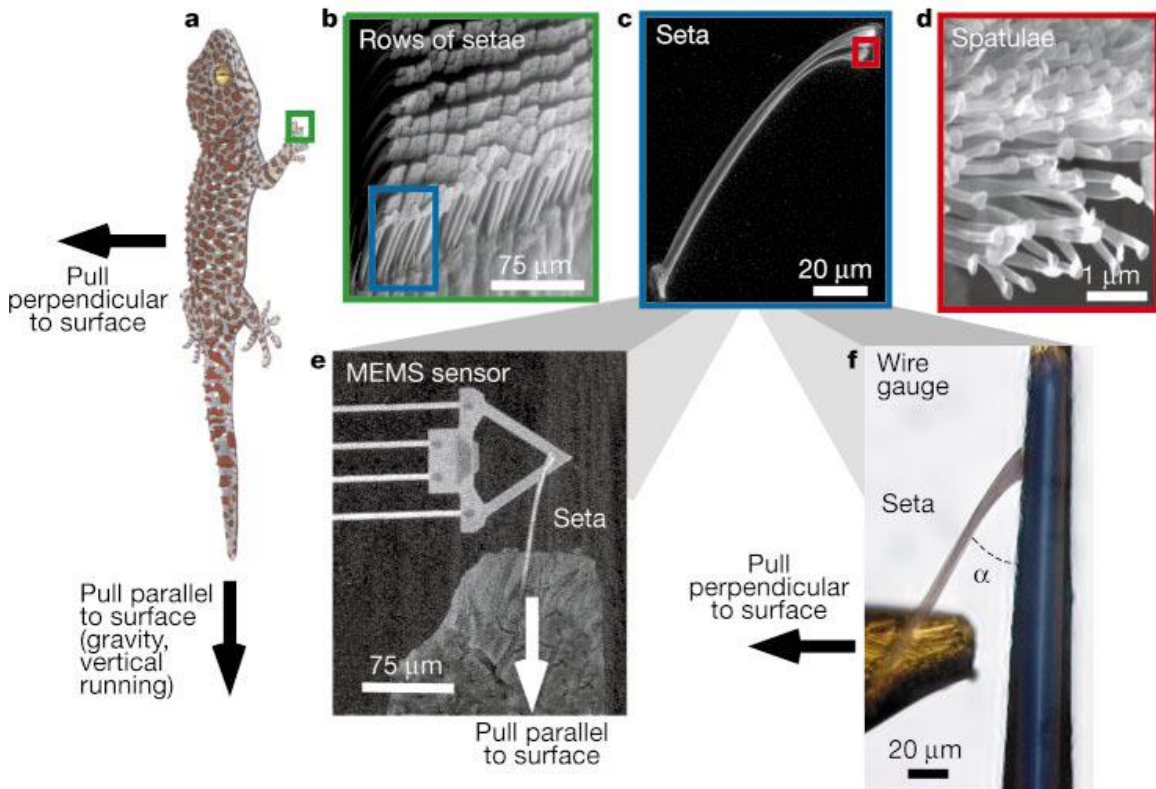 a
b
Rows of setae
75 μm
c
Seta
20 μm
d
Spatulae
1 μm
Pull
perpendicular
to surface
Pull parallel
to surface
(gravity,
vertical
running)
e
MEMS sensor
Seta
75 μm
Pull parallel
to surface
f
Wire
gauge
Seta
α
Pull
perpendicular
to surface
20 μm